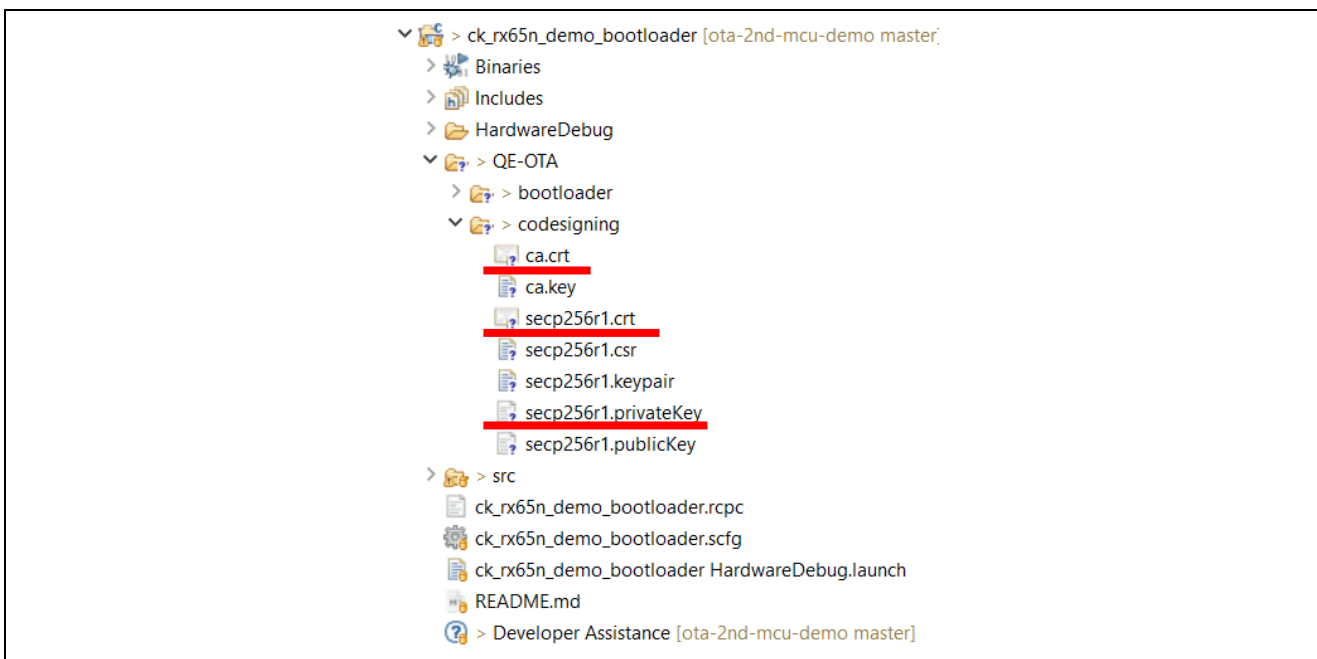 > ck_rx65n_demo_bootloader [ota-2nd-mcu-demo master]
Binaries
Includes
HardwareDebug
> QE-OTA
> bootloader
> codesigning
ca.crt
ca.key
secp256r1.crt
secp256r1.csr
secp256r1.keypair
secp256r1.privateKey
secp256r1.publicKey
> src
ck_rx65n_demo_bootloader.rcpc
ck_rx65n_demo_bootloader.scfg
ck_rx65n_demo_bootloader HardwareDebug.launch
README.md
> Developer Assistance [ota-2nd-mcu-demo master]